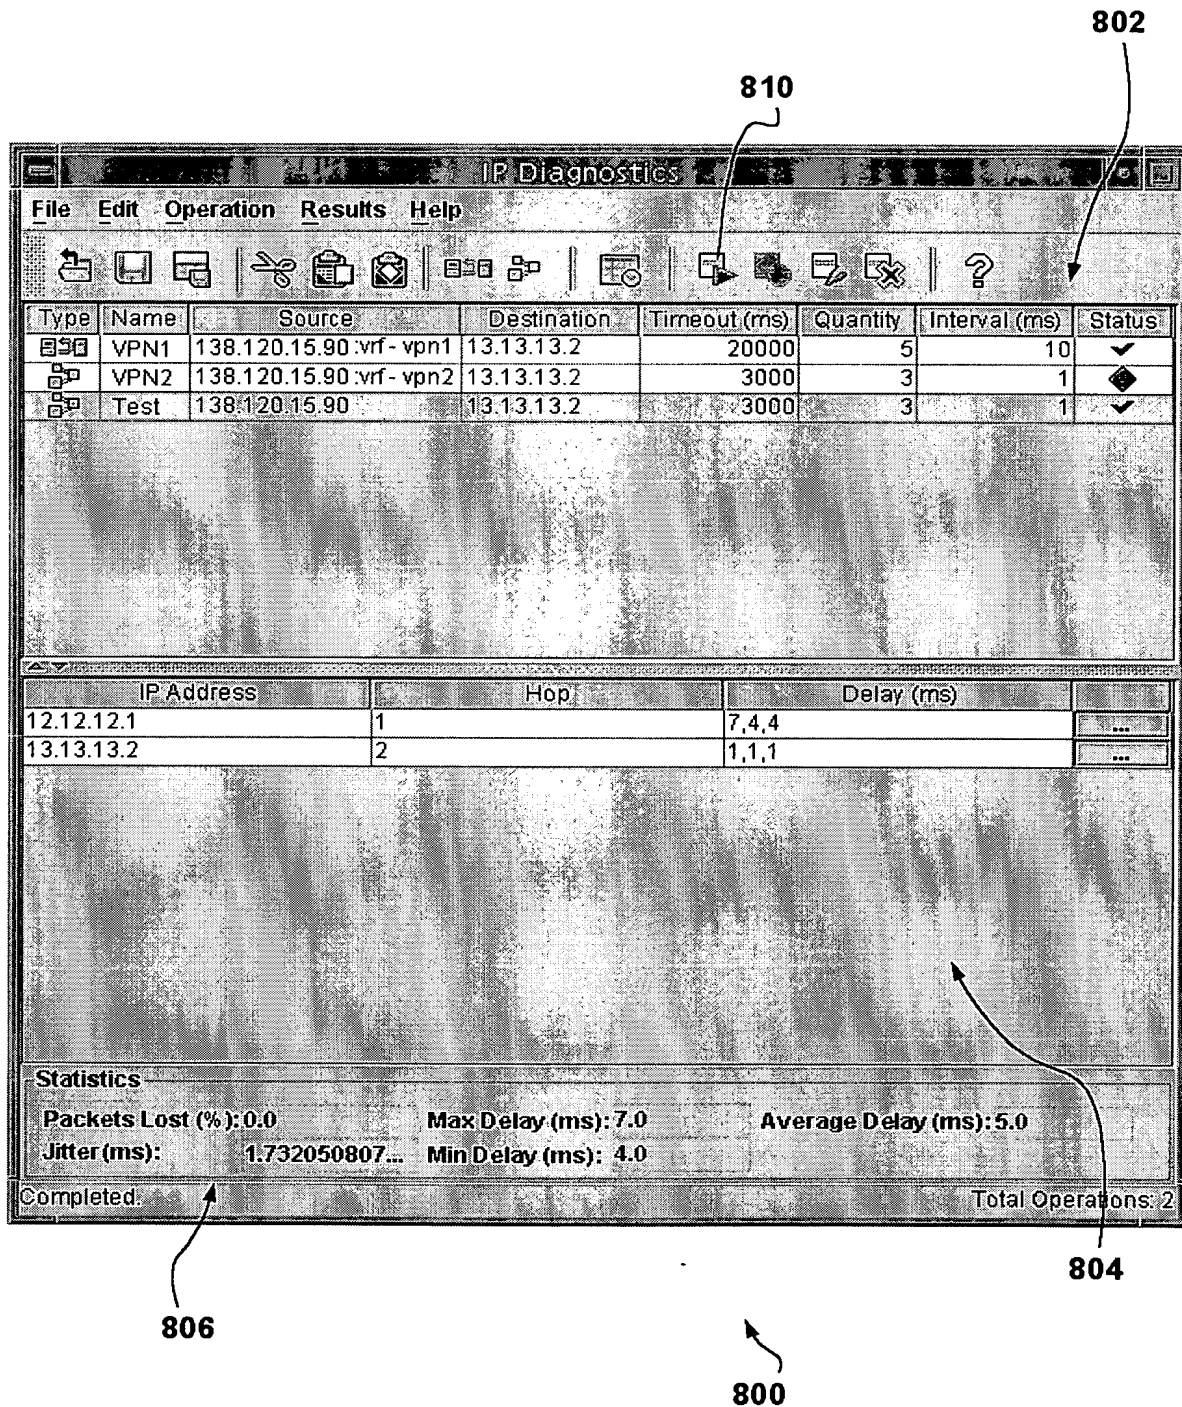 802
810
IP Diagnostics
File Edit Operation Results Help
Type Name Source Destination Timeout (ms) Quantity Interval (ms) Status
VPN1 138.120.15.90 :vrf - vpn1 13.13.13.2 20000 5 10
VPN2 138.120.15.90 :vrf - vpn2 13.13.13.2 3000 3 1
Test 138.120.15.90 13.13.13.2 3000 3 1
IP Address Hop Delay (ms)
12.12.12.1 1 7,4,4 ...
13.13.13.2 2 1,1,1 ...
Statistics
Packets Lost (%): 0.0 Max Delay (ms): 7.0 Average Delay (ms): 5.0
Jitter (ms): 1.732050807... Min Delay (ms): 4.0
Completed. Total Operations: 2
804
806
800